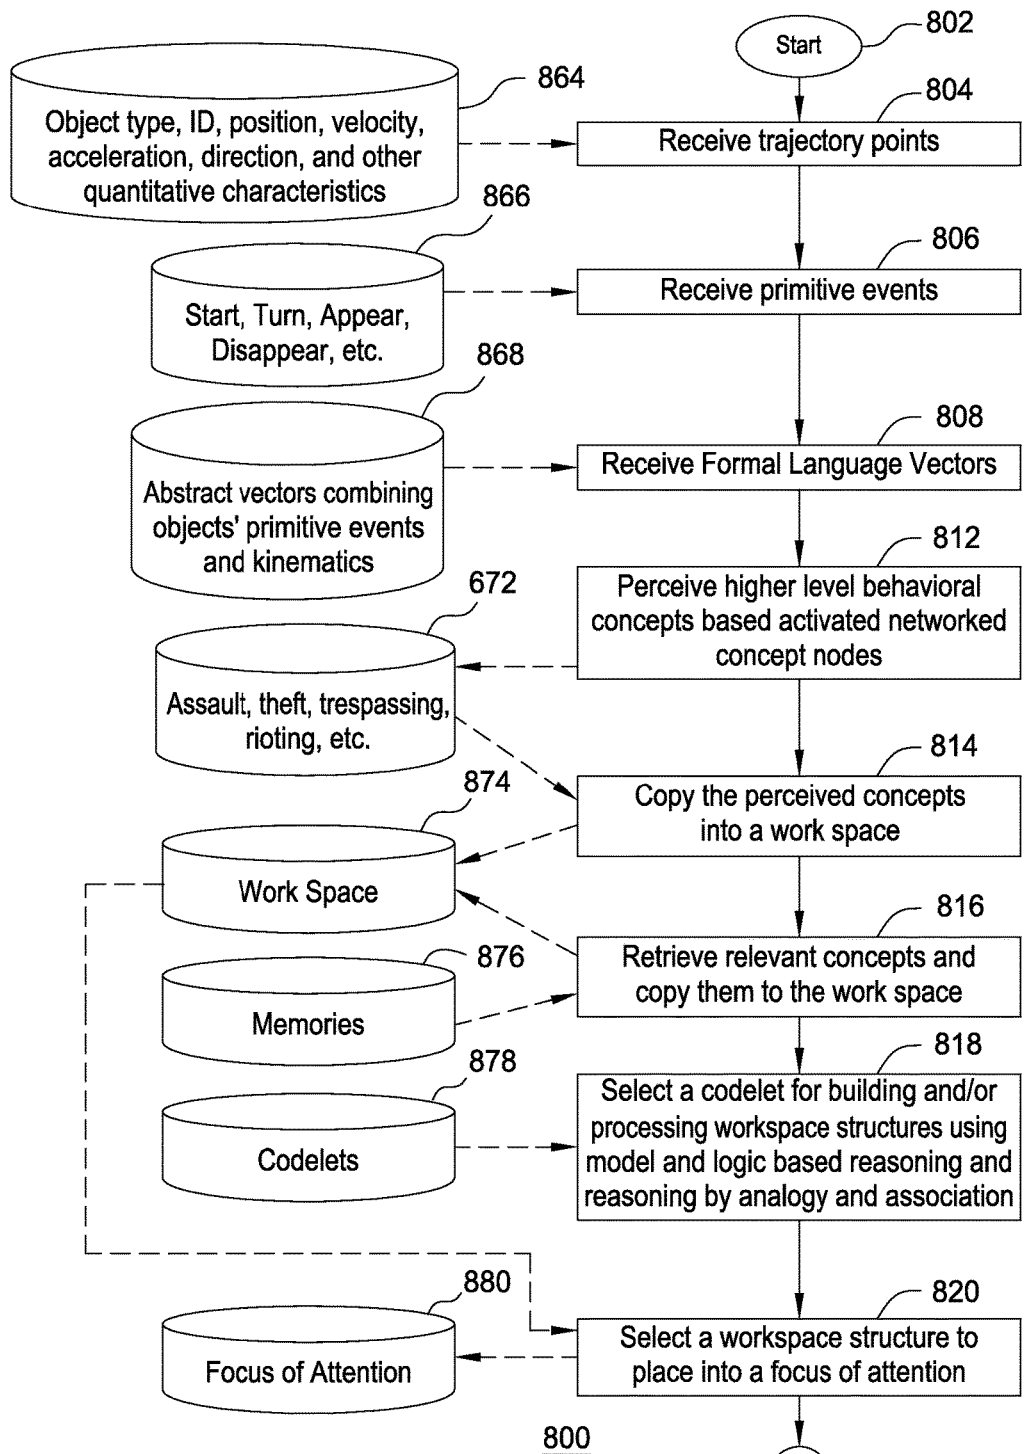 802
Start
864
804
Object type, ID, position, velocity,
acceleration, direction, and other
quantitative characteristics
Receive trajectory points
866
806
Start, Turn, Appear,
Disappear, etc.
Receive primitive events
868
808
Abstract vectors combining
objects' primitive events
and kinematics
Receive Formal Language Vectors
812
Perceive higher level behavioral
concepts based activated networked
concept nodes
672
Assault, theft, trespassing,
rioting, etc.
814
Copy the perceived concepts
into a work space
874
Work Space
816
Retrieve relevant concepts and
copy them to the work space
876
Memories
818
Select a codelet for building and/or
processing workspace structures using
model and logic based reasoning and
reasoning by analogy and association
878
Codelets
880
820
Focus of Attention
Select a workspace structure to
place into a focus of attention
800